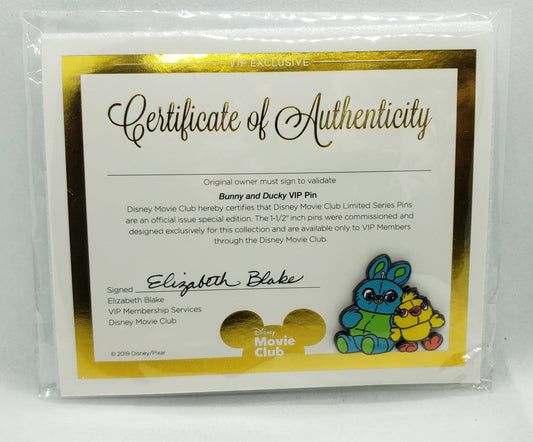 VIP EXCLUSIVE
Certificate of Authenticity
Original owner must sign to validate
Bunny and Ducky VIP Pin
Disney Movie Club hereby certifies that Disney Movie Club Limited Series Pins
are an official issue special edition. The 1-1/2" inch pins were commissioned and
designed exclusively for this collection and are available only to VIP Members
through the Disney Movie Club.
Signed Elizabeth Blake
Elizabeth Blake
VIP Membership Services
Disney Movie Club
Disney
Movie
Club
© 2019 Disney/Pixar